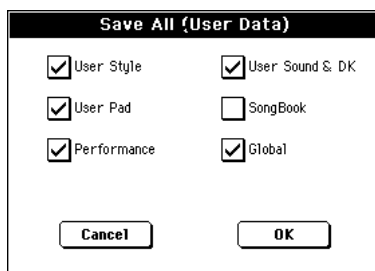 Save All (User Data)
User Style
User Sound & DK
User Pad
SongBook
Performance
Global
Cancel
OK